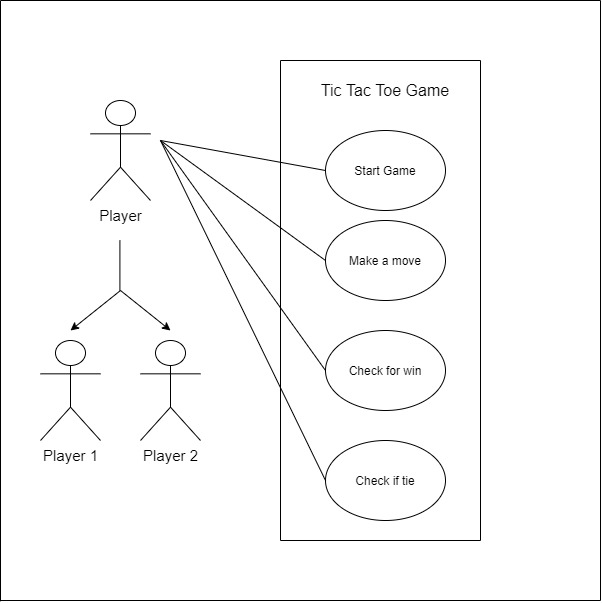 Tic Tac Toe Game
Start Game
Player
Make a move
Check for win
Player 1
Player 2
Check if tie